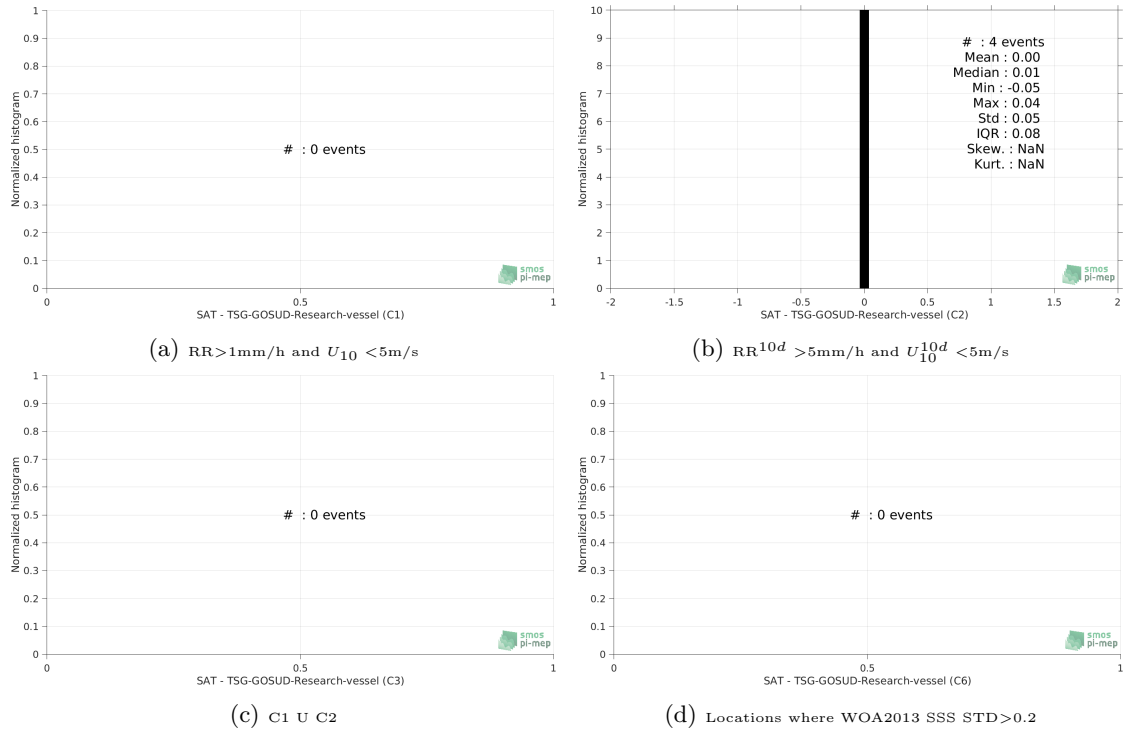 Normalized histogram
1
0.9
0.8
0.7
0.6
0.5
0.4
0.3
0.2
0.1
0
# : 0 events
smos
pi-mep
0 0.5 1
SAT - TSG-GOSUD-Research-vessel (C1)
(a) RR>1mm/h and U10 <5m/s
Normalized histogram
10
9
8
7
6
5
4
3
2
1
0
# : 4 events
Mean : 0.00
Median : 0.01
Min : -0.05
Max : 0.04
Std : 0.05
IQR : 0.08
Skew. : NaN
Kurt. : NaN
smos
pi-mep
-2 -1.5 -1 -0.5 0 0.5 1 1.5 2
SAT - TSG-GOSUD-Research-vessel (C2)
(b) RR10d >5mm/h and U10d10 <5m/s
Normalized histogram
1
0.9
0.8
0.7
0.6
0.5
0.4
0.3
0.2
0.1
0
# : 0 events
smos
pi-mep
0 0.5 1
SAT - TSG-GOSUD-Research-vessel (C3)
(c) C1 U C2
Normalized histogram
1
0.9
0.8
0.7
0.6
0.5
0.4
0.3
0.2
0.1
0
# : 0 events
smos
pi-mep
0 0.5 1
SAT - TSG-GOSUD-Research-vessel (C6)
(d) Locations where WOA2013 SSS STD>0.2